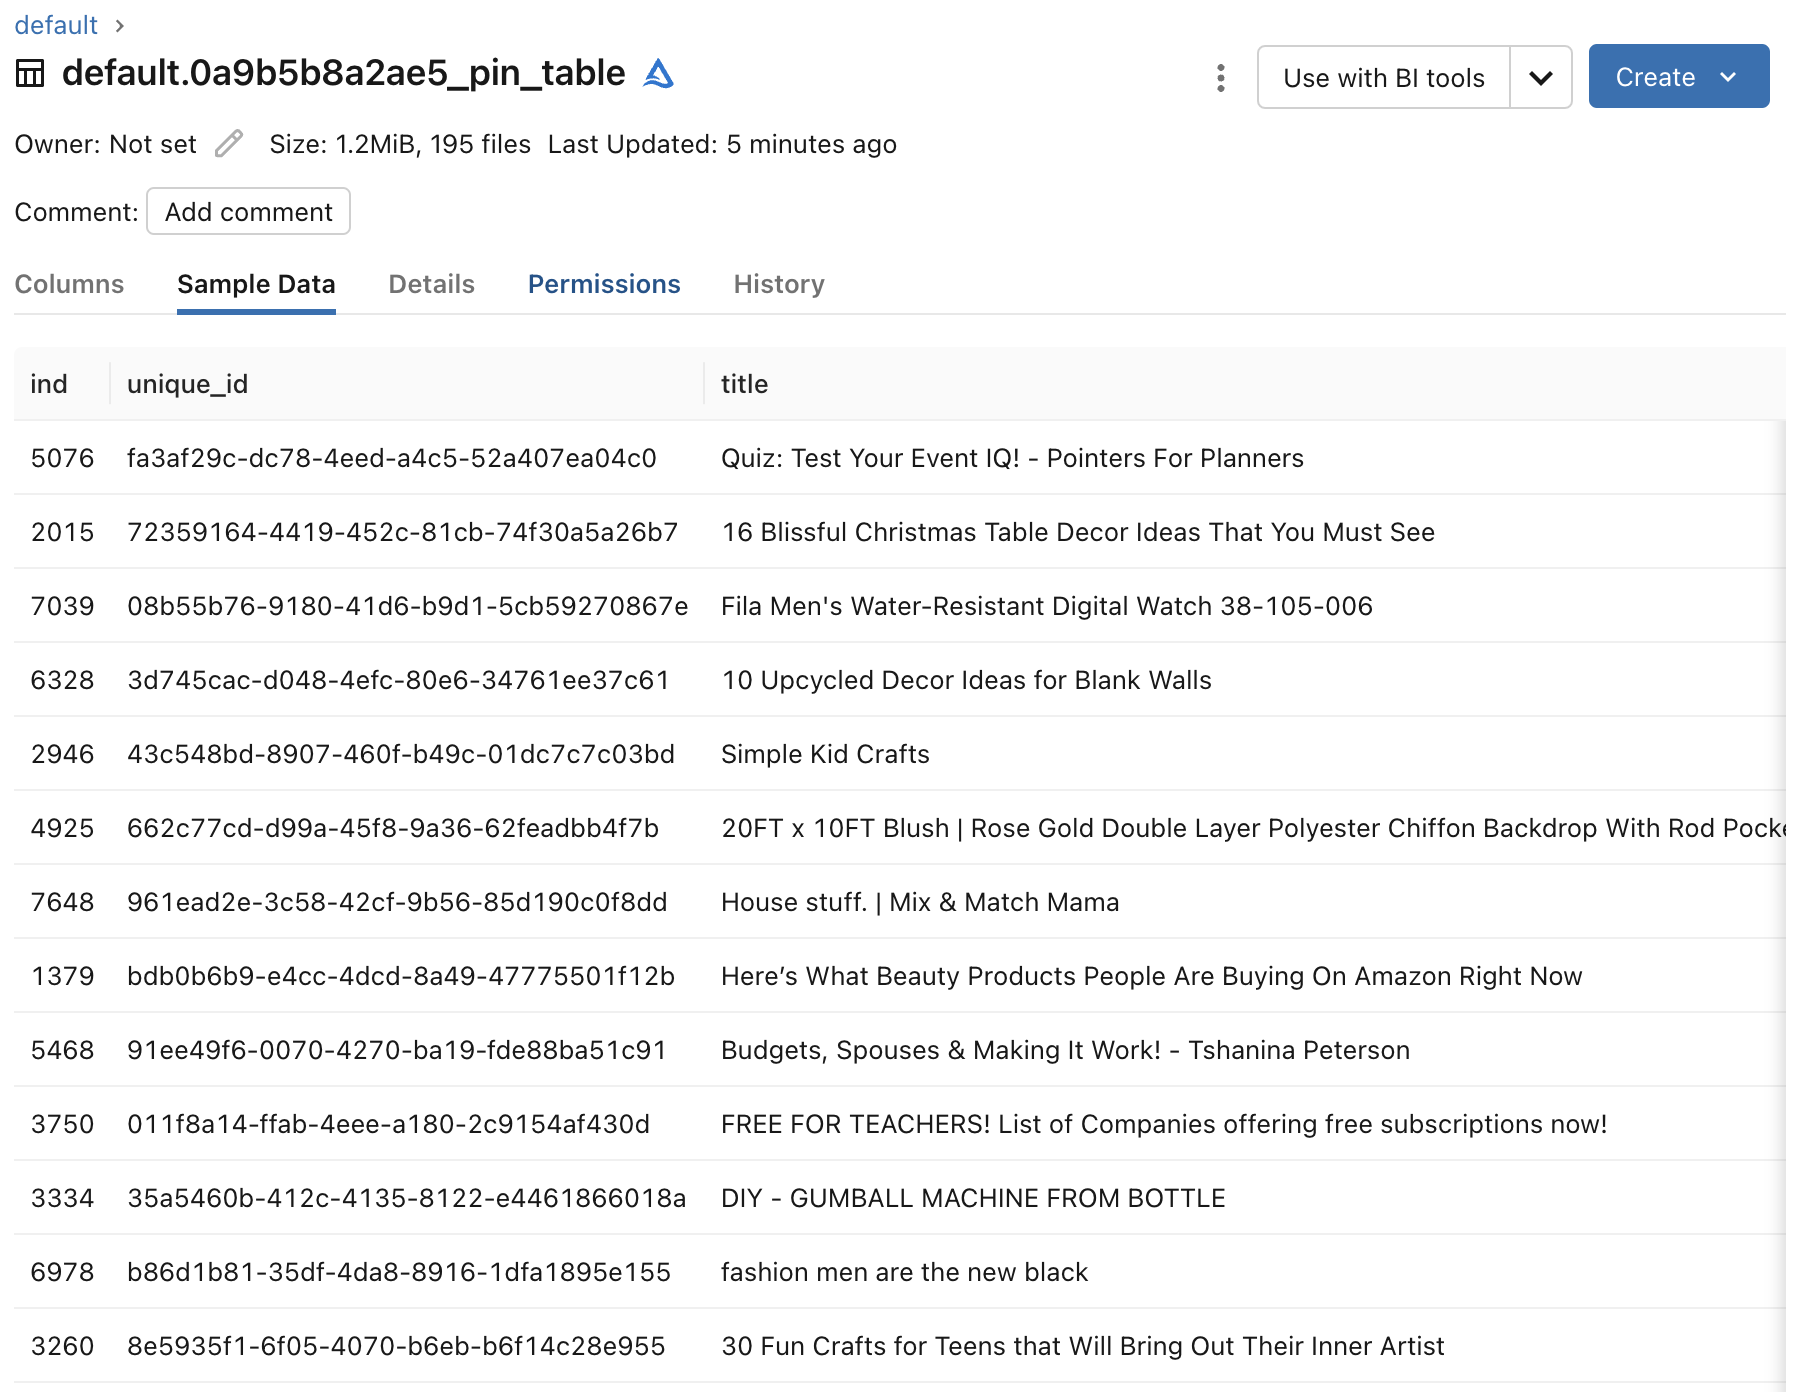 default >
default.0a9b5b8a2ae5_pin_table
Use with BI tools
Create
Owner: Not set Size: 1.2MiB, 195 files Last Updated: 5 minutes ago
Comment: Add comment
Columns Sample Data Details Permissions History
ind unique_id title
5076 fa3af29c-dc78-4eed-a4c5-52a407ea04c0 Quiz: Test Your Event IQ! - Pointers For Planners
2015 72359164-4419-452c-81cb-74f30a5a26b7 16 Blissful Christmas Table Decor Ideas That You Must See
7039 08b55b76-9180-41d6-b9d1-5cb59270867e Fila Men's Water-Resistant Digital Watch 38-105-006
6328 3d745cac-d048-4efc-80e6-34761ee37c61 10 Upcycled Decor Ideas for Blank Walls
2946 43c548bd-8907-460f-b49c-01dc7c7c03bd Simple Kid Crafts
4925 662c77cd-d99a-45f8-9a36-62feadbb4f7b 20FT x 10FT Blush | Rose Gold Double Layer Polyester Chiffon Backdrop With Rod
7648 961ead2e-3c58-42cf-9b56-85d190c0f8dd House stuff. | Mix & Match Mama
1379 bdb0b6b9-e4cc-4dcd-8a49-47775501f12b Here’s What Beauty Products People Are Buying On Amazon Right Now
5468 91ee49f6-0070-4270-ba19-fde88ba51c91 Budgets, Spouses & Making It Work! - Tshanina Peterson
3750 011f8a14-ffab-4eee-a180-2c9154af430d FREE FOR TEACHERS! List of Companies offering free subscriptions now!
3334 35a5460b-412c-4135-8122-e4461866018a DIY - GUMBALL MACHINE FROM BOTTLE
6978 b86d1b81-35df-4da8-8916-1dfa1895e155 fashion men are the new black
3260 8e5935f1-6f05-4070-b6eb-b6f14c28e955 30 Fun Crafts for Teens that Will Bring Out Their Inner Artist